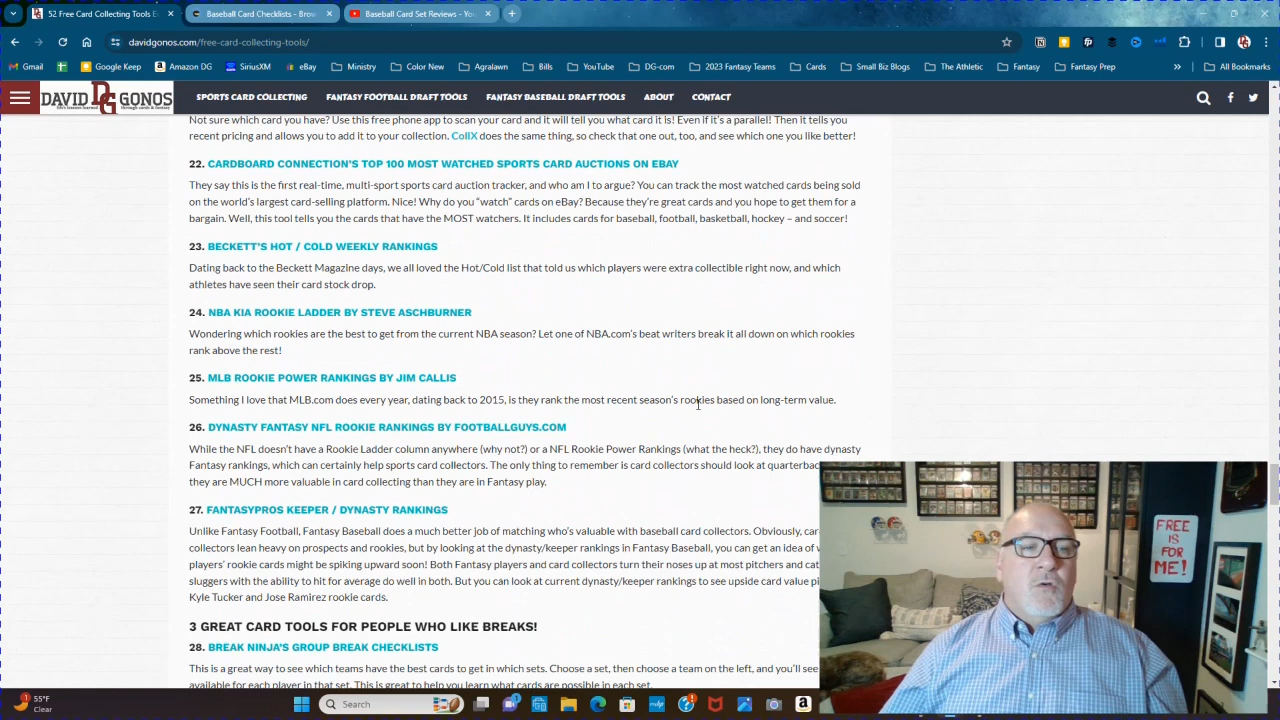 52 Free Card Collecting Tools E
Baseball Card Checklists - Brow
Baseball Card Set Reviews - You
davidgonos.com/free-card-collecting-tools/
Gmail
Google Keep
Amazon DG
SiriusXM
eBay
Ministry
Color New
Agralawn
Bills
YouTube
DG-com
2023 Fantasy Teams
Cards
Small Biz Blogs
The Athletic
Fantasy
Fantasy Prep
All Bookmarks
DAVID DG GONOS
SPORTS CARD COLLECTING
FANTASY FOOTBALL DRAFT TOOLS
FANTASY BASEBALL DRAFT TOOLS
ABOUT
CONTACT
Not sure which card you have? Use this free phone app to scan your card and it will tell you what card it is! Even if it's a parallel! Then it tells you
recent pricing and allows you to add it to your collection. CollX does the same thing, so check that one out, too, and see which one you like better!
22. CARDBOARD CONNECTION'S TOP 100 MOST WATCHED SPORTS CARD AUCTIONS ON EBAY
They say this is the first real-time, multi-sport sports card auction tracker, and who am I to argue? You can track the most watched cards being sold
on the world's largest card-selling platform. Nice! Why do you "watch" cards on eBay? Because they're great cards and you hope to get them for a
bargain. Well, this tool tells you the cards that have the MOST watchers. It includes cards for baseball, football, basketball, hockey – and soccer!
23. BECKETT'S HOT / COLD WEEKLY RANKINGS
Dating back to the Beckett Magazine days, we all loved the Hot/Cold list that told us which players were extra collectible right now, and which
athletes have seen their card stock drop.
24. NBA KIA ROOKIE LADDER BY STEVE ASCHBURNER
Wondering which rookies are the best to get from the current NBA season? Let one of NBA.com's beat writers break it all down on which rookies
rank above the rest!
25. MLB ROOKIE POWER RANKINGS BY JIM CALLIS
Something I love that MLB.com does every year, dating back to 2015, is they rank the most recent season's rookies based on long-term value.
26. DYNASTY FANTASY NFL ROOKIE RANKINGS BY FOOTBALLGUYS.COM
While the NFL doesn't have a Rookie Ladder column anywhere (why not?) or a NFL Rookie Power Rankings (what the heck?), they do have dynasty
Fantasy rankings, which can certainly help sports card collectors. The only thing to remember is card collectors should look at quarterbac
they are MUCH more valuable in card collecting than they are in Fantasy play.
27. FANTASYPROS KEEPER / DYNASTY RANKINGS
Unlike Fantasy Football, Fantasy Baseball does a much better job of matching who's valuable with baseball card collectors. Obviously, car
collectors lean heavy on prospects and rookies, but by looking at the dynasty/keeper rankings in Fantasy Baseball, you can get an idea of w
players' rookie cards might be spiking upward soon! Both Fantasy players and card collectors turn their noses up at most pitchers and cat
sluggers with the ability to hit for average do well in both. But you can look at current dynasty/keeper rankings to see upside card value pi
Kyle Tucker and Jose Ramirez rookie cards.
3 GREAT CARD TOOLS FOR PEOPLE WHO LIKE BREAKS!
28. BREAK NINJA'S GROUP BREAK CHECKLISTS
This is a great way to see which teams have the best cards to get in which sets. Choose a set, then choose a team on the left, and you'll see
available for each player in that set. This is great to help you learn what cards are possible in each set.
FREE
IS
FOR
ME!
55°F
Clear
Search